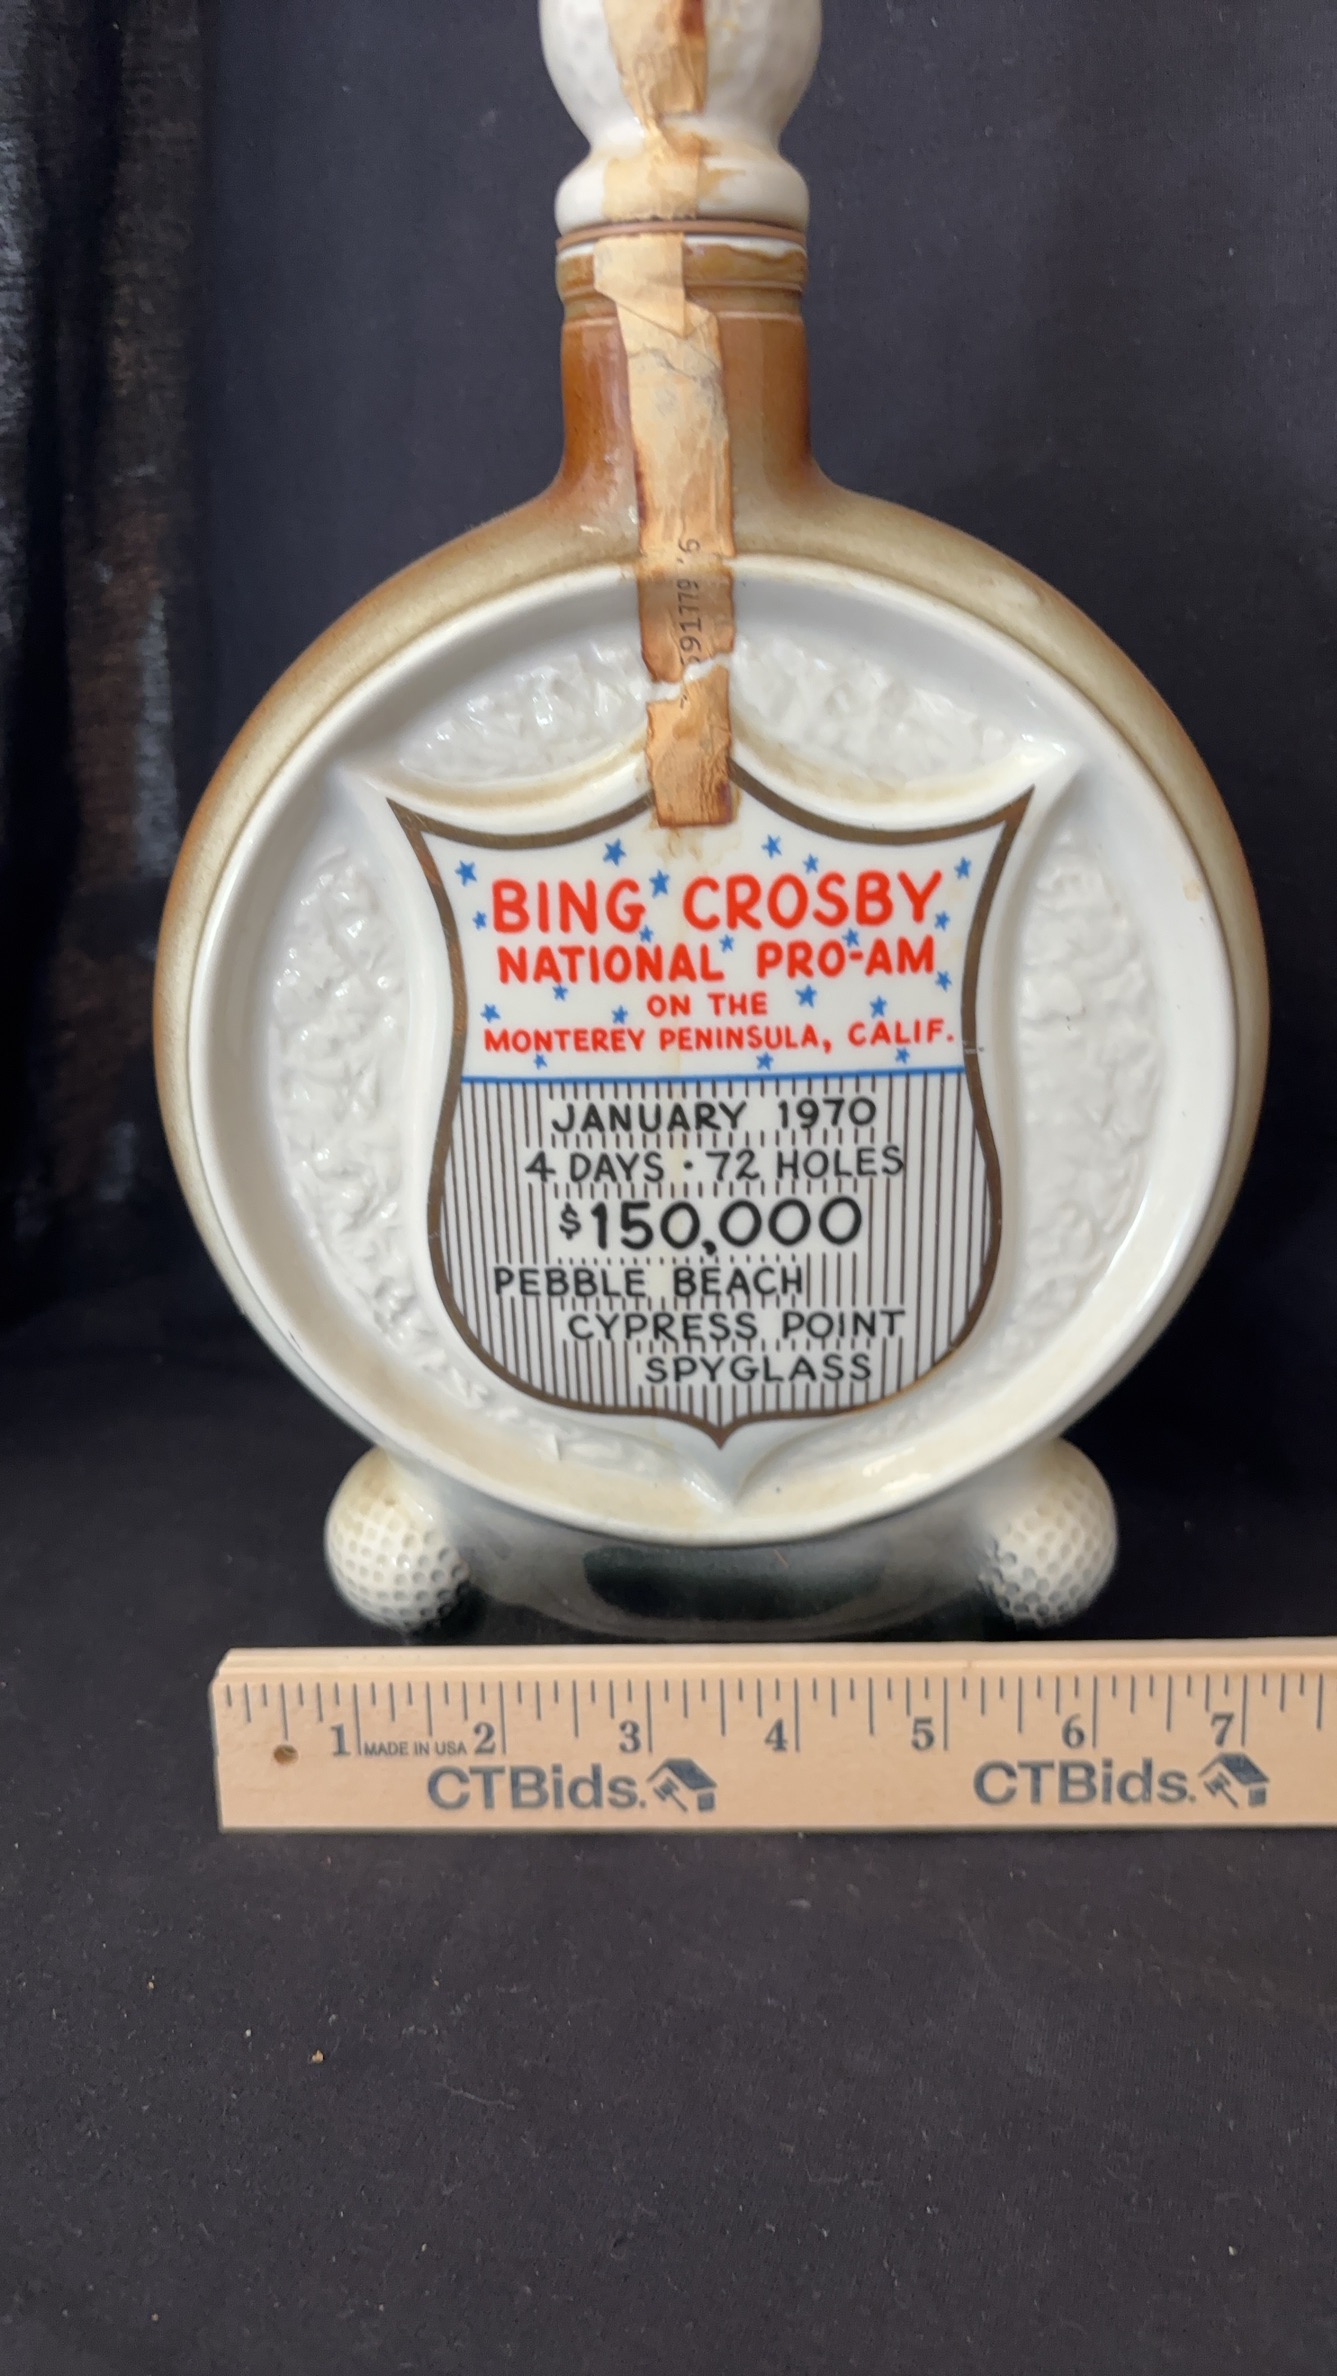 BING CROSBY
NATIONAL PRO-AM
ON THE
MONTEREY PENINSULA, CALIF.
JANUARY 1970
4 DAYS · 72 HOLES
$150,000
PEBBLE BEACH
CYPRESS POINT
SPYGLASS
1 MADE IN USA 2 3 4 5 6 7
CTBids. CTBids.